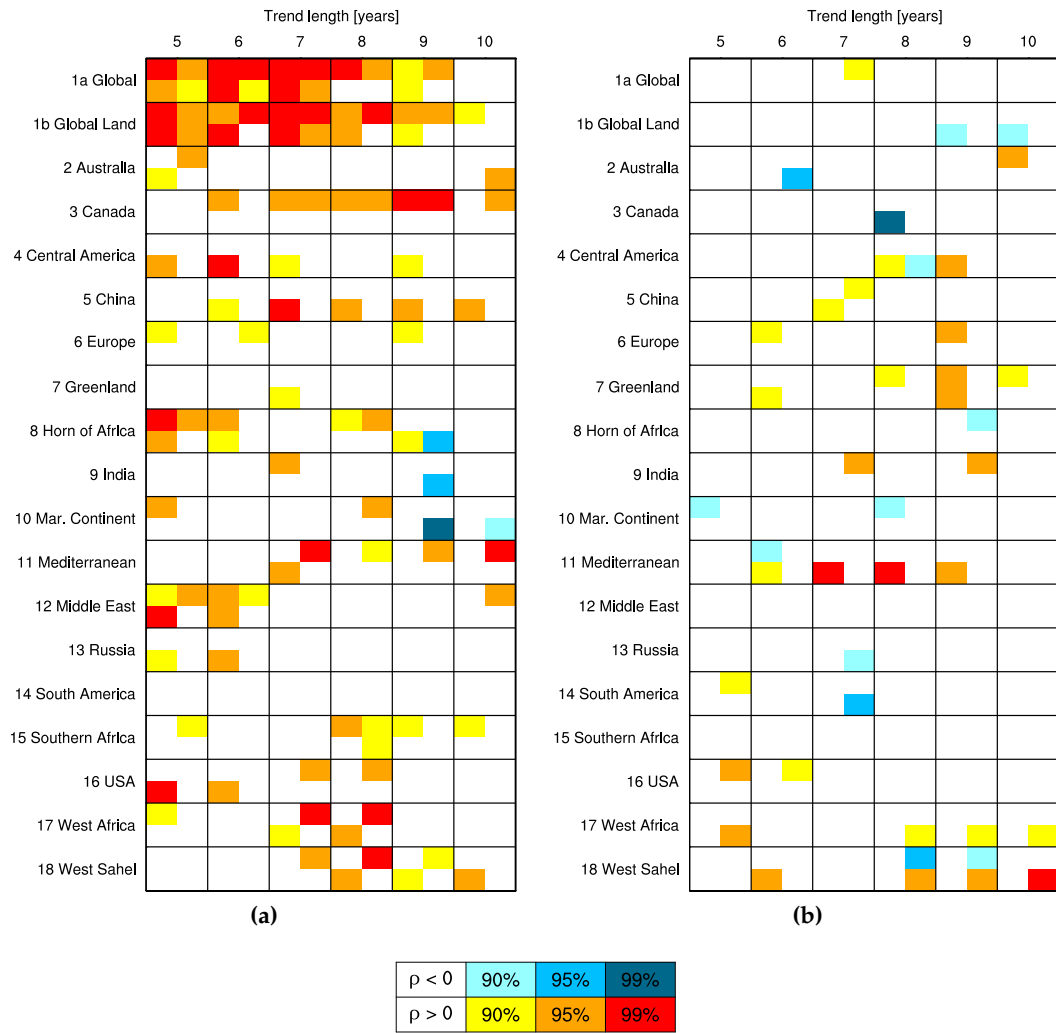 Trend length [years]
5 6 7 8 9 10
1a Global
1b Global Land
2 Australia
3 Canada
4 Central America
5 China
6 Europe
7 Greenland
8 Horn of Africa
9 India
10 Mar. Continent
11 Mediterranean
12 Middle East
13 Russia
14 South America
15 Southern Africa
16 USA
17 West Africa
18 West Sahel
(a)
Trend length [years]
5 6 7 8 9 10
1a Global
1b Global Land
2 Australia
3 Canada
4 Central America
5 China
6 Europe
7 Greenland
8 Horn of Africa
9 India
10 Mar. Continent
11 Mediterranean
12 Middle East
13 Russia
14 South America
15 Southern Africa
16 USA
17 West Africa
18 West Sahel
(b)
ρ < 0 90% 95% 99%
ρ > 0 90% 95% 99%